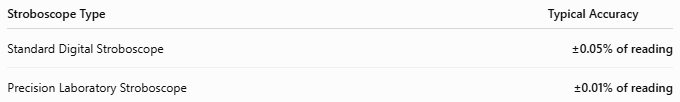 Stroboscope Type Typical Accuracy
Standard Digital Stroboscope ±0.05% of reading
Precision Laboratory Stroboscope ±0.01% of reading